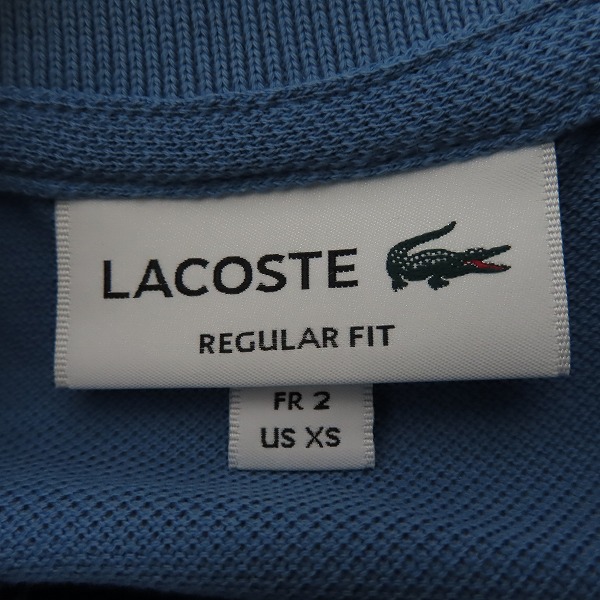 LACOSTE
REGULAR FIT
FR 2
US XS